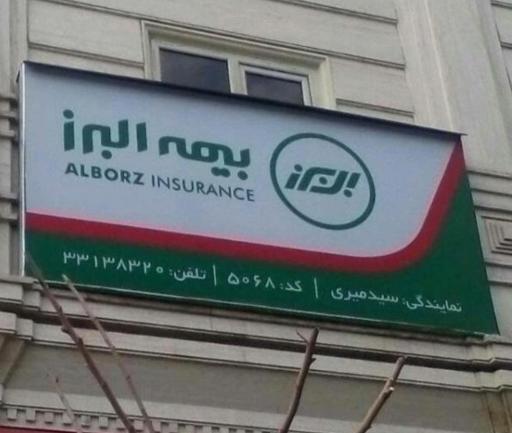 بیمه البرز
ALBORZ INSURANCE
البرز
نمایندگی: سیدمیری | کد: ۵۰۶۸ | تلفن: ۳۳۱۳۸۳۲۰